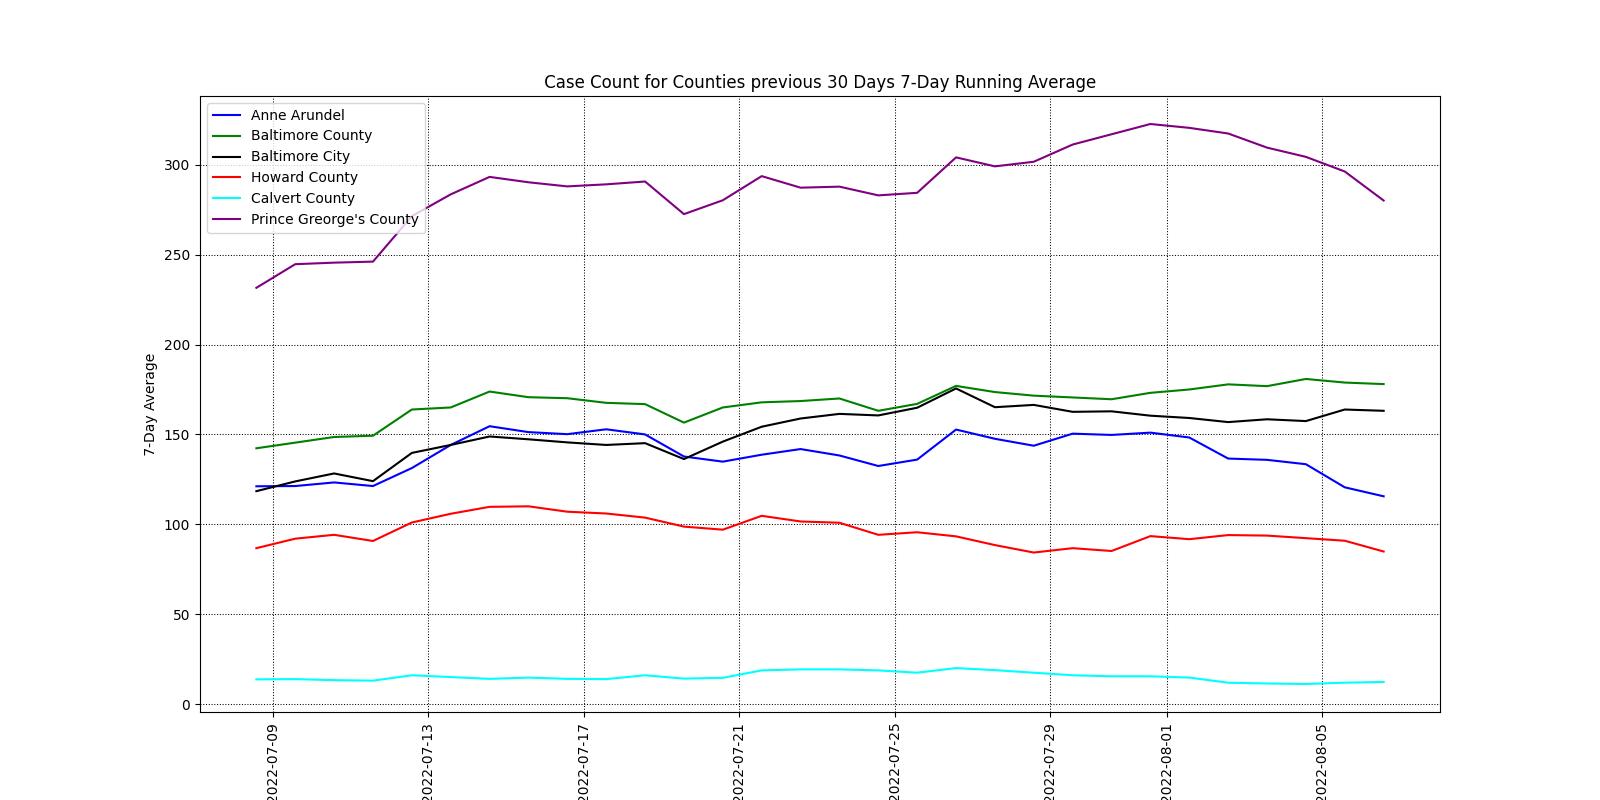 Case Count for Counties previous 30 Days 7-Day Running Average
Anne Arundel
Baltimore County
Baltimore City
Howard County
Calvert County
Prince Greorge's County
7-Day Average
300
250
200
150
100
50
0
2022-07-09
2022-07-13
2022-07-17
2022-07-21
2022-07-25
2022-07-29
2022-08-01
2022-08-05